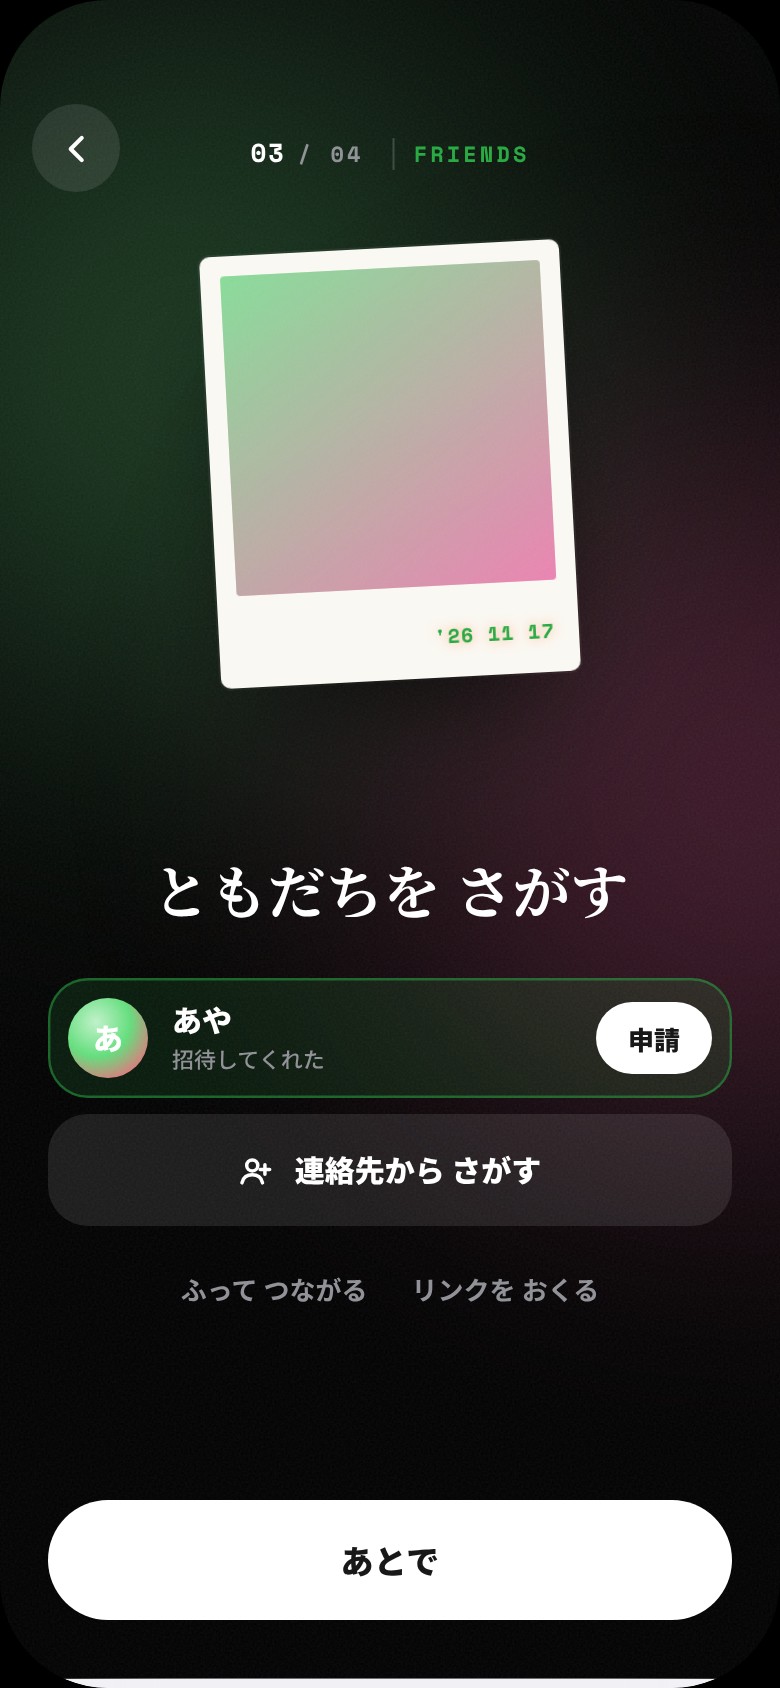 03 / 04 FRIENDS
'26 11 17
ともだちを さがす
あ
あや
招待してくれた
申請
連絡先から さがす
ふって つながる リンクを おくる
あとで